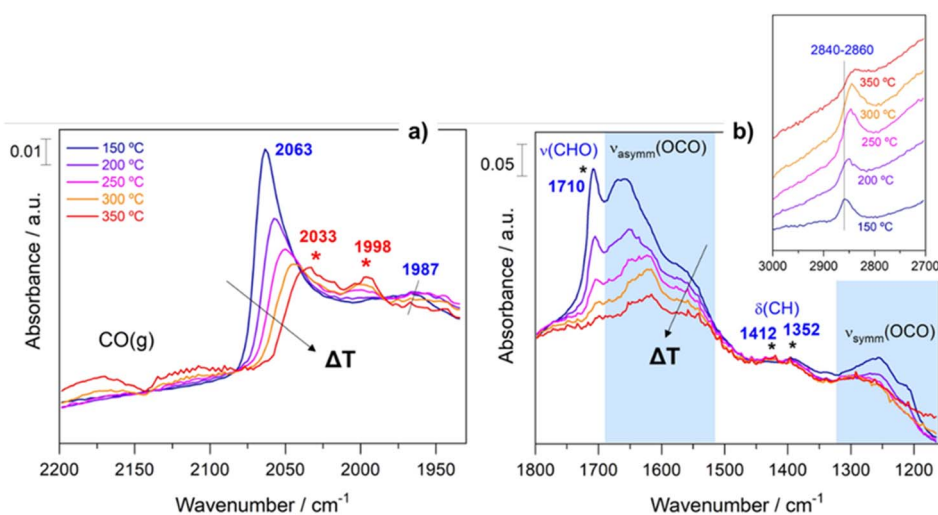 a)
0.01
150 ºC
200 ºC
250 ºC
300 ºC
350 ºC
2063
2033
*
1998
*
1987
CO(g)
ΔT
Absorbance / a.u.
2200 2150 2100 2050 2000 1950
Wavenumber / cm-1
b)
0.05
ν(CHO)
*
1710
νasymm(OCO)
ΔT
δ(CH)
1412 1352
* *
νsymm(OCO)
Absorbance / a.u.
1800 1700 1600 1500 1400 1300 1200
Wavenumber / cm-1
2840-2860
350 ºC
300 ºC
250 ºC
200 ºC
150 ºC
3000 2900 2800 2700